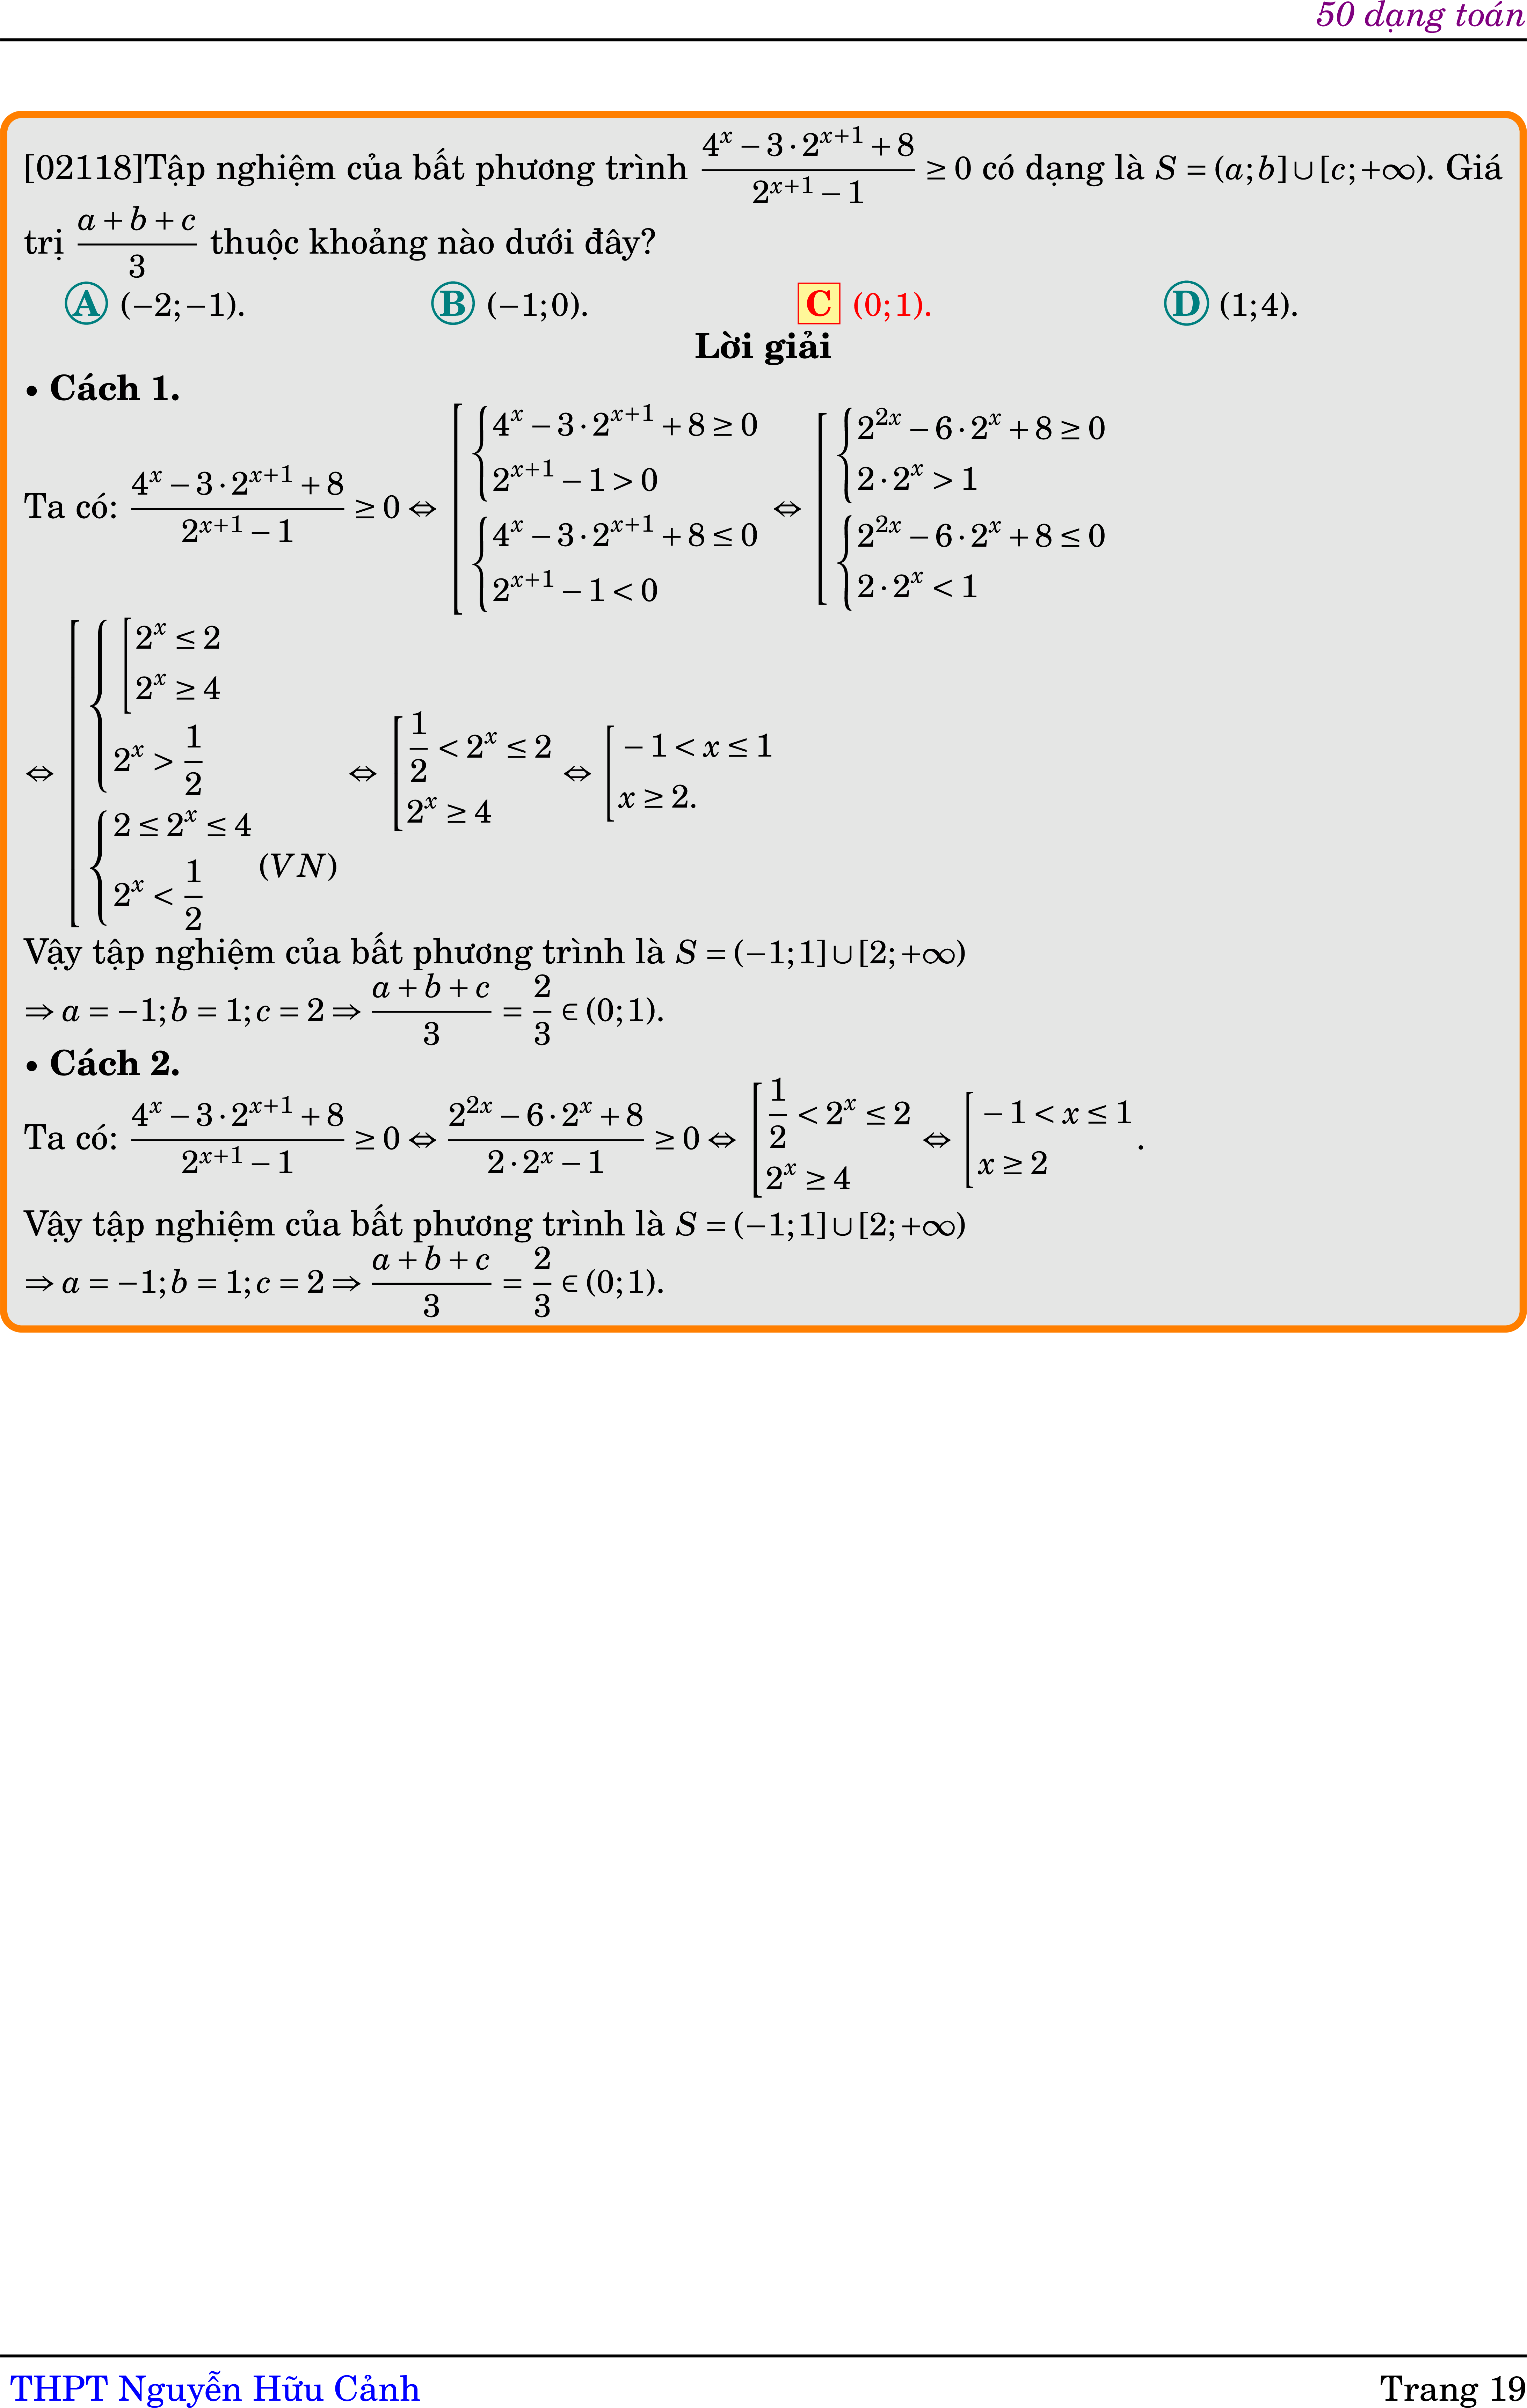 50 dạng toán
[02118]Tập nghiệm của bất phương trình $\dfrac{4^x - 3 \cdot 2^{x+1} + 8}{2^{x+1} - 1} \geq 0$ có dạng là $S = (a; b] \cup [c; +\infty)$. Giá
trị $\dfrac{a + b + c}{3}$ thuộc khoảng nào dưới đây?
A (−2; −1). B (−1; 0). C (0; 1). D (1; 4).
Lời giải
• Cách 1.
Ta có: $\dfrac{4^x - 3 \cdot 2^{x+1} + 8}{2^{x+1} - 1} \geq 0 \Leftrightarrow \left[\begin{array}{l} \begin{cases} 4^x - 3 \cdot 2^{x+1} + 8 \geq 0 \\ 2^{x+1} - 1 > 0 \end{cases} \\ \begin{cases} 4^x - 3 \cdot 2^{x+1} + 8 \leq 0 \\ 2^{x+1} - 1 < 0 \end{cases} \end{array}\right. \Leftrightarrow \left[\begin{array}{l} \begin{cases} 2^{2x} - 6 \cdot 2^x + 8 \geq 0 \\ 2 \cdot 2^x > 1 \end{cases} \\ \begin{cases} 2^{2x} - 6 \cdot 2^x + 8 \leq 0 \\ 2 \cdot 2^x < 1 \end{cases} \end{array}\right.$
$\Leftrightarrow \left[\begin{array}{l} \begin{cases} \left[\begin{array}{l} 2^x \leq 2 \\ 2^x \geq 4 \end{array}\right. \\ 2^x > \dfrac{1}{2} \end{cases} \\ \begin{cases} 2 \leq 2^x \leq 4 \\ 2^x < \dfrac{1}{2} \end{cases} (VN) \end{array}\right. \Leftrightarrow \left[\begin{array}{l} \dfrac{1}{2} < 2^x \leq 2 \\ 2^x \geq 4 \end{array}\right. \Leftrightarrow \left[\begin{array}{l} -1 < x \leq 1 \\ x \geq 2. \end{array}\right.$
Vậy tập nghiệm của bất phương trình là $S = (-1; 1] \cup [2; +\infty)$
$\Rightarrow a = -1; b = 1; c = 2 \Rightarrow \dfrac{a + b + c}{3} = \dfrac{2}{3} \in (0; 1).$
• Cách 2.
Ta có: $\dfrac{4^x - 3 \cdot 2^{x+1} + 8}{2^{x+1} - 1} \geq 0 \Leftrightarrow \dfrac{2^{2x} - 6 \cdot 2^x + 8}{2 \cdot 2^x - 1} \geq 0 \Leftrightarrow \left[\begin{array}{l} \dfrac{1}{2} < 2^x \leq 2 \\ 2^x \geq 4 \end{array}\right. \Leftrightarrow \left[\begin{array}{l} -1 < x \leq 1 \\ x \geq 2 \end{array}\right..$
Vậy tập nghiệm của bất phương trình là $S = (-1; 1] \cup [2; +\infty)$
$\Rightarrow a = -1; b = 1; c = 2 \Rightarrow \dfrac{a + b + c}{3} = \dfrac{2}{3} \in (0; 1).$
THPT Nguyễn Hữu Cảnh Trang 19